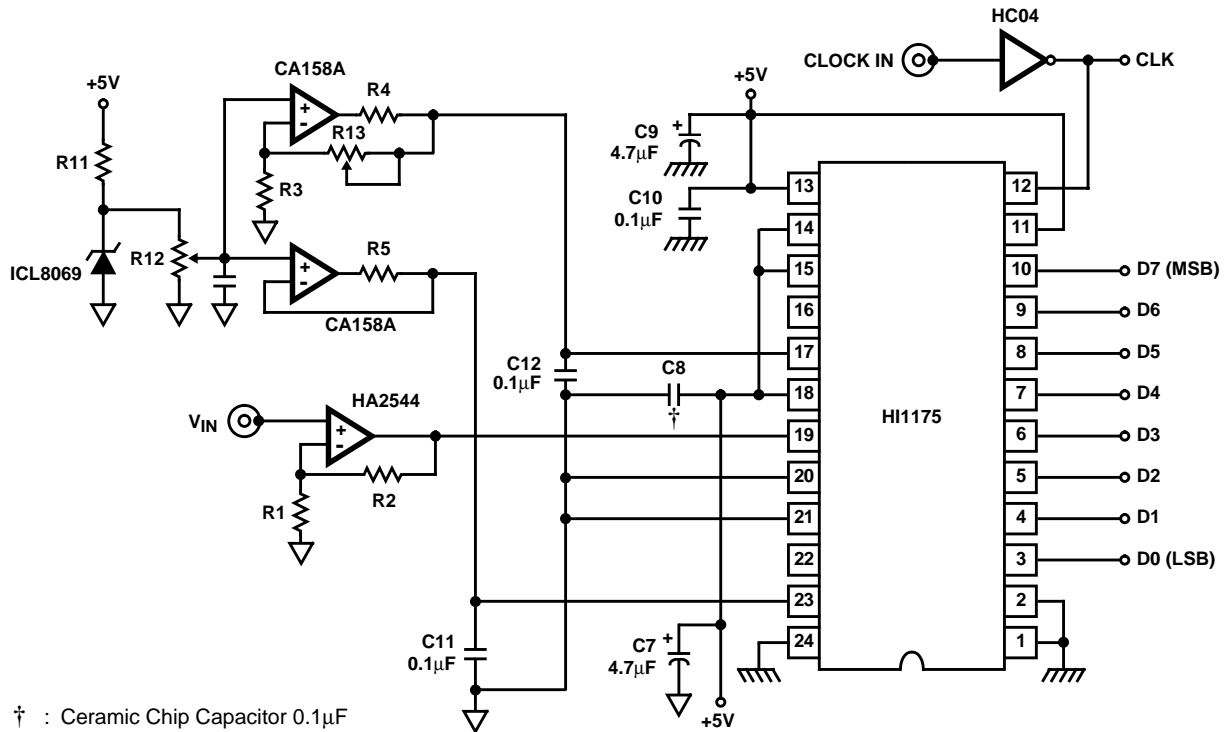 HC04
CLOCK IN
CLK
CA158A
+5V
+5V
R4
+
-
R13
C9
4.7µF
+
R11
R3
C10
0.1µF
13
12
14
11
ICL8069
R12
+
-
R5
CA158A
15
10
D7 (MSB)
16
9
D6
17
8
D5
C12
0.1µF
C8
†
18
7
D4
HI1175
HA2544
VIN
+
-
19
6
D3
R2
R1
20
5
D2
21
4
D1
22
3
D0 (LSB)
23
2
C11
0.1µF
C7
4.7µF
+
24
1
+5V
† : Ceramic Chip Capacitor 0.1µF